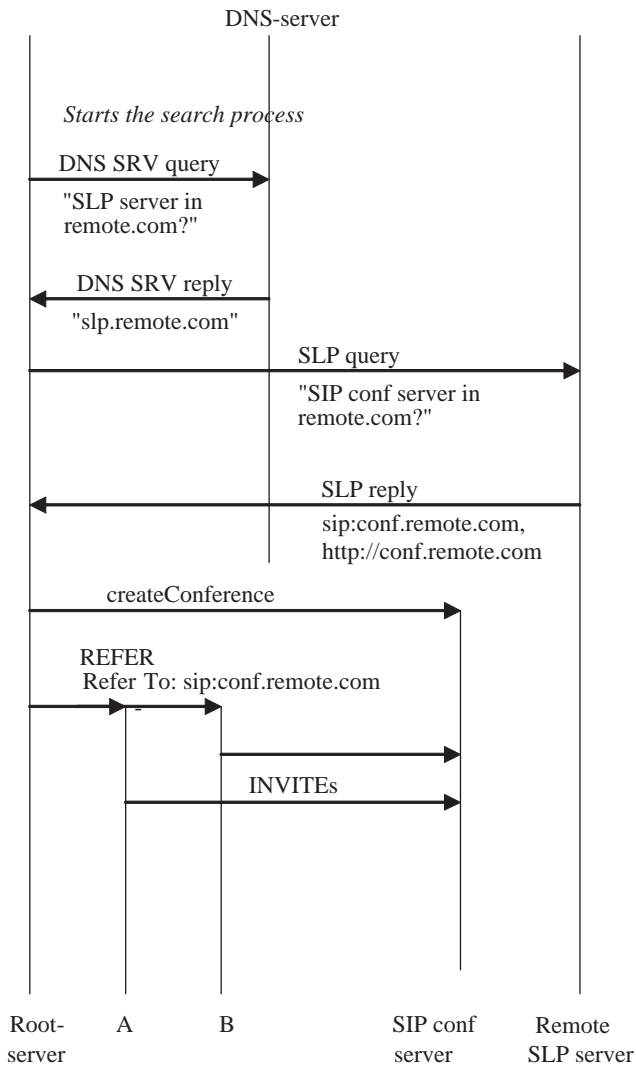 DNS-server
Starts the search process
DNS SRV query
"SLP server in
remote.com?"
DNS SRV reply
"slp.remote.com"
SLP query
"SIP conf server in
remote.com?"
SLP reply
sip:conf.remote.com,
http://conf.remote.com
createConference
REFER
Refer To: sip:conf.remote.com
-
INVITEs
Root-
server
A
B
SIP conf
server
Remote
SLP server